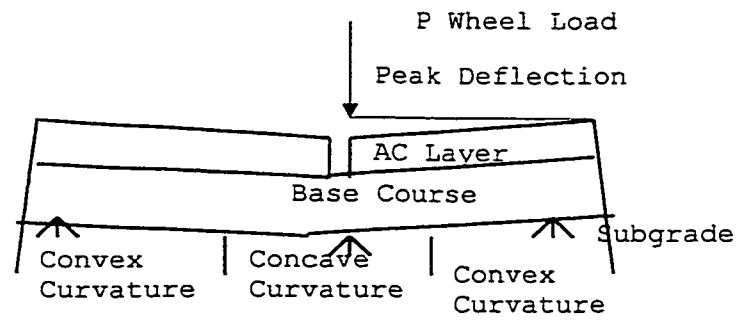 P Wheel Load
Peak Deflection
AC Layer
Base Course
Subgrade
Convex
Curvature
Concave
Curvature
Convex
Curvature